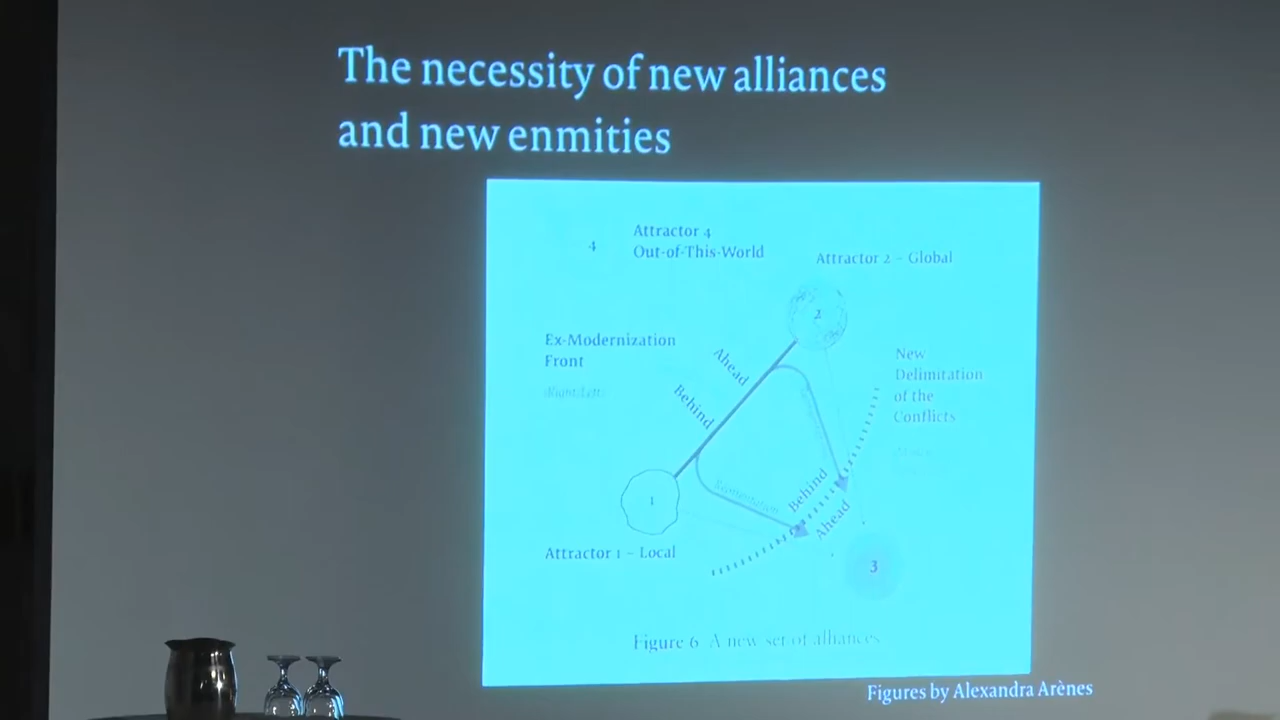 The necessity of new alliances
and new enmities
Attractor 4
4
Out-of-This-World
Attractor 2 – Global
2
Ex-Modernization
Front
(Right/Left)
Ahead
Behind
New
Delimitation
of the
Conflicts
1
Behind
Ahead
Attractor 1 – Local
3
Figure 6 A new set of alliances
Figures by Alexandra Arènes